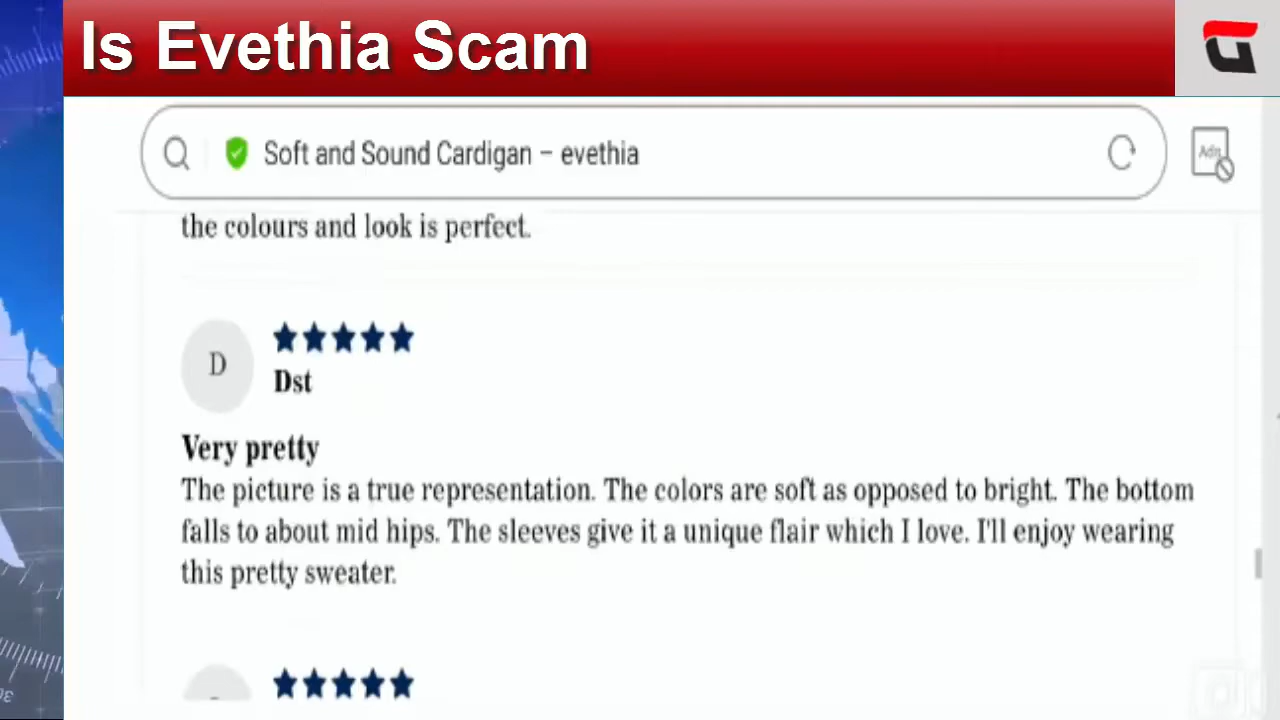 Is Evethia Scam
Soft and Sound Cardigan – evethia
the colours and look is perfect.
D
Dst
Very pretty
The picture is a true representation. The colors are soft as opposed to bright. The bottom
falls to about mid hips. The sleeves give it a unique flair which I love. I'll enjoy wearing
this pretty sweater.